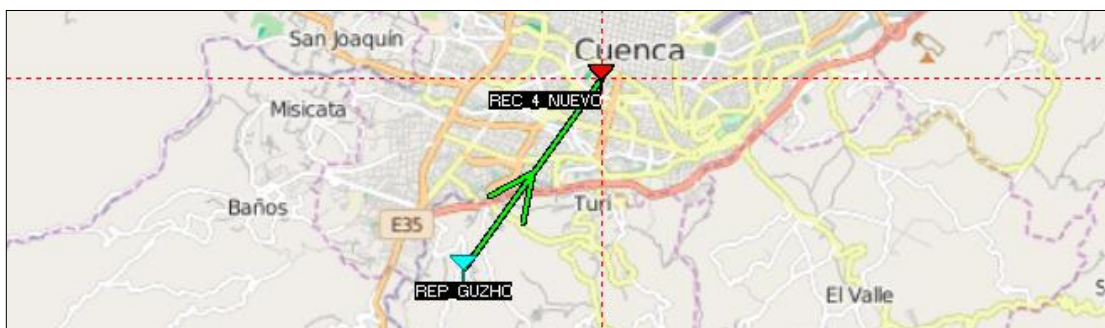 San Joaquín
Cuenca
REC_4_NUEVO
Misicata
Baños
Turi
E35
REP_GUZHO
El Valle
S